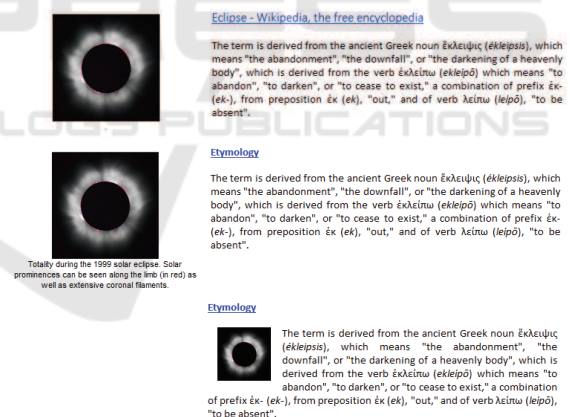 Eclipse - Wikipedia, the free encyclopedia
The term is derived from the ancient Greek noun ἔκλειψις (ékleipsis), which
means "the abandonment", "the downfall", or "the darkening of a heavenly
body", which is derived from the verb ἐκλείπω (ekleípō) which means "to
abandon", "to darken", or "to cease to exist," a combination of prefix ἐκ-
(ek-), from preposition ἐκ (ek), "out," and of verb λείπω (leípō), "to be
absent".
LOGY PUBLICATIONS
Etymology
The term is derived from the ancient Greek noun ἔκλειψις (ékleipsis), which
means "the abandonment", "the downfall", or "the darkening of a heavenly
body", which is derived from the verb ἐκλείπω (ekleípō) which means "to
abandon", "to darken", or "to cease to exist," a combination of prefix ἐκ-
(ek-), from preposition ἐκ (ek), "out," and of verb λείπω (leípō), "to be
absent".
Totality during the 1999 solar eclipse. Solar
prominences can be seen along the limb (in red) as
well as extensive coronal filaments.
Etymology
The term is derived from the ancient Greek noun ἔκλειψις
(ékleipsis), which means "the abandonment", "the
downfall", or "the darkening of a heavenly body", which is
derived from the verb ἐκλείπω (ekleípō) which means "to
abandon", "to darken", or "to cease to exist," a combination
of prefix ἐκ- (ek-), from preposition ἐκ (ek), "out," and of verb λείπω (leípō),
"to be absent".